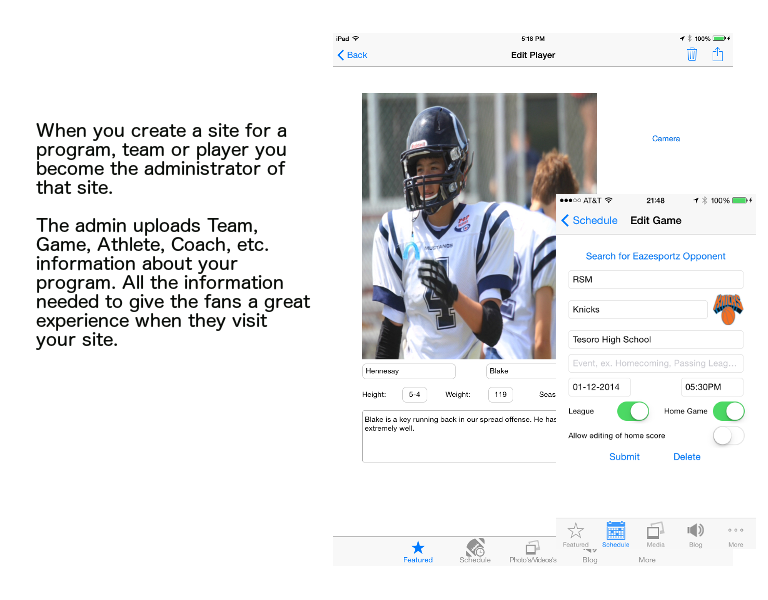 When you create a site for a
program, team or player you
become the administrator of
that site.
The admin uploads Team,
Game, Athlete, Coach, etc.
information about your
program. All the information
needed to give the fans a great
experience when they visit
your site.
iPad 5:18 PM 100%
Back Edit Player
Camera
MUSTANGS
4
Hennesay Blake
Height: 5-4 Weight: 119 Seas
Blake is a key running back in our spread offense. He has
extremely well.
Featured Schedule Photo's/Videos's Blog More
AT&T 21:48 100%
Schedule Edit Game
Search for Eazesportz Opponent
RSM
Knicks
KNICKS
Tesoro High School
Event, ex. Homecoming, Passing Leag...
01-12-2014 05:30PM
League Home Game
Allow editing of home score
Submit Delete
Featured Schedule Media Blog More